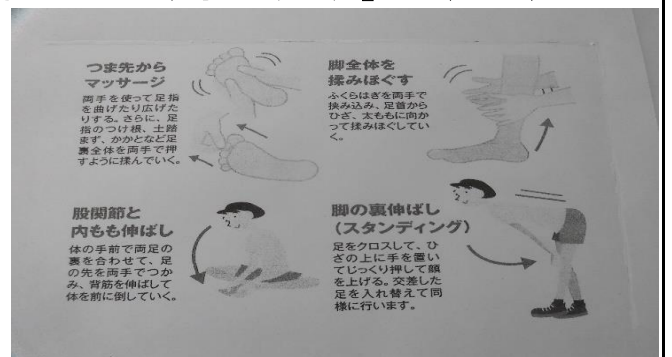 つま先から
マッサージ
両手を使って足指
を曲げたり広げた
りする。さらに、足
指のつけ根、土踏
まず、かかとなど足
裏全体を両手で押
すように揉んでいく。
脚全体を
揉みほぐす
ふくらはぎを両手で
挟み込み、足首から
ひざ、太ももに向か
って揉みほぐしてい
く。
股関節と
内もも伸ばし
体の手前で両足の
裏を合わせて、足
の先を両手でつか
み、背筋を伸ばして
体を前に倒していく。
脚の裏伸ばし
(スタンディング)
足をクロスして、ひ
ざの上に手を置い
てじっくり押して顔
を上げる。交差した
足を入れ替えて同
様に行います。